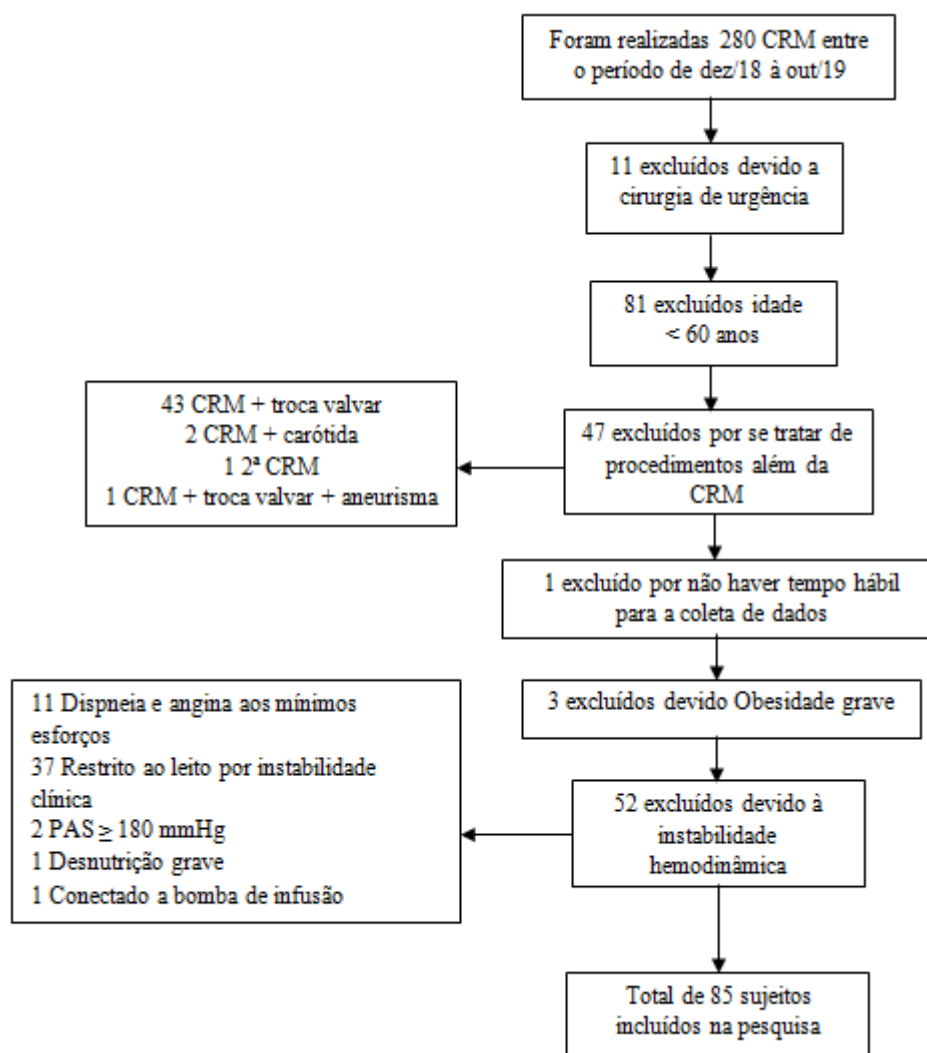 Foram realizadas 280 CRM entre
o período de dez/18 à out/19
11 excluídos devido a
cirurgia de urgência
81 excluídos idade
< 60 anos
43 CRM + troca valvar
2 CRM + carótida
1 2ª CRM
1 CRM + troca valvar + aneurisma
47 excluídos por se tratar de
procedimentos além da
CRM
1 excluído por não haver tempo hábil
para a coleta de dados
3 excluídos devido Obesidade grave
11 Dispneia e angina aos mínimos
esforços
37 Restrito ao leito por instabilidade
clínica
2 PAS ≥ 180 mmHg
1 Desnutrição grave
1 Conectado a bomba de infusão
52 excluídos devido à
instabilidade
hemodinâmica
Total de 85 sujeitos
incluídos na pesquisa